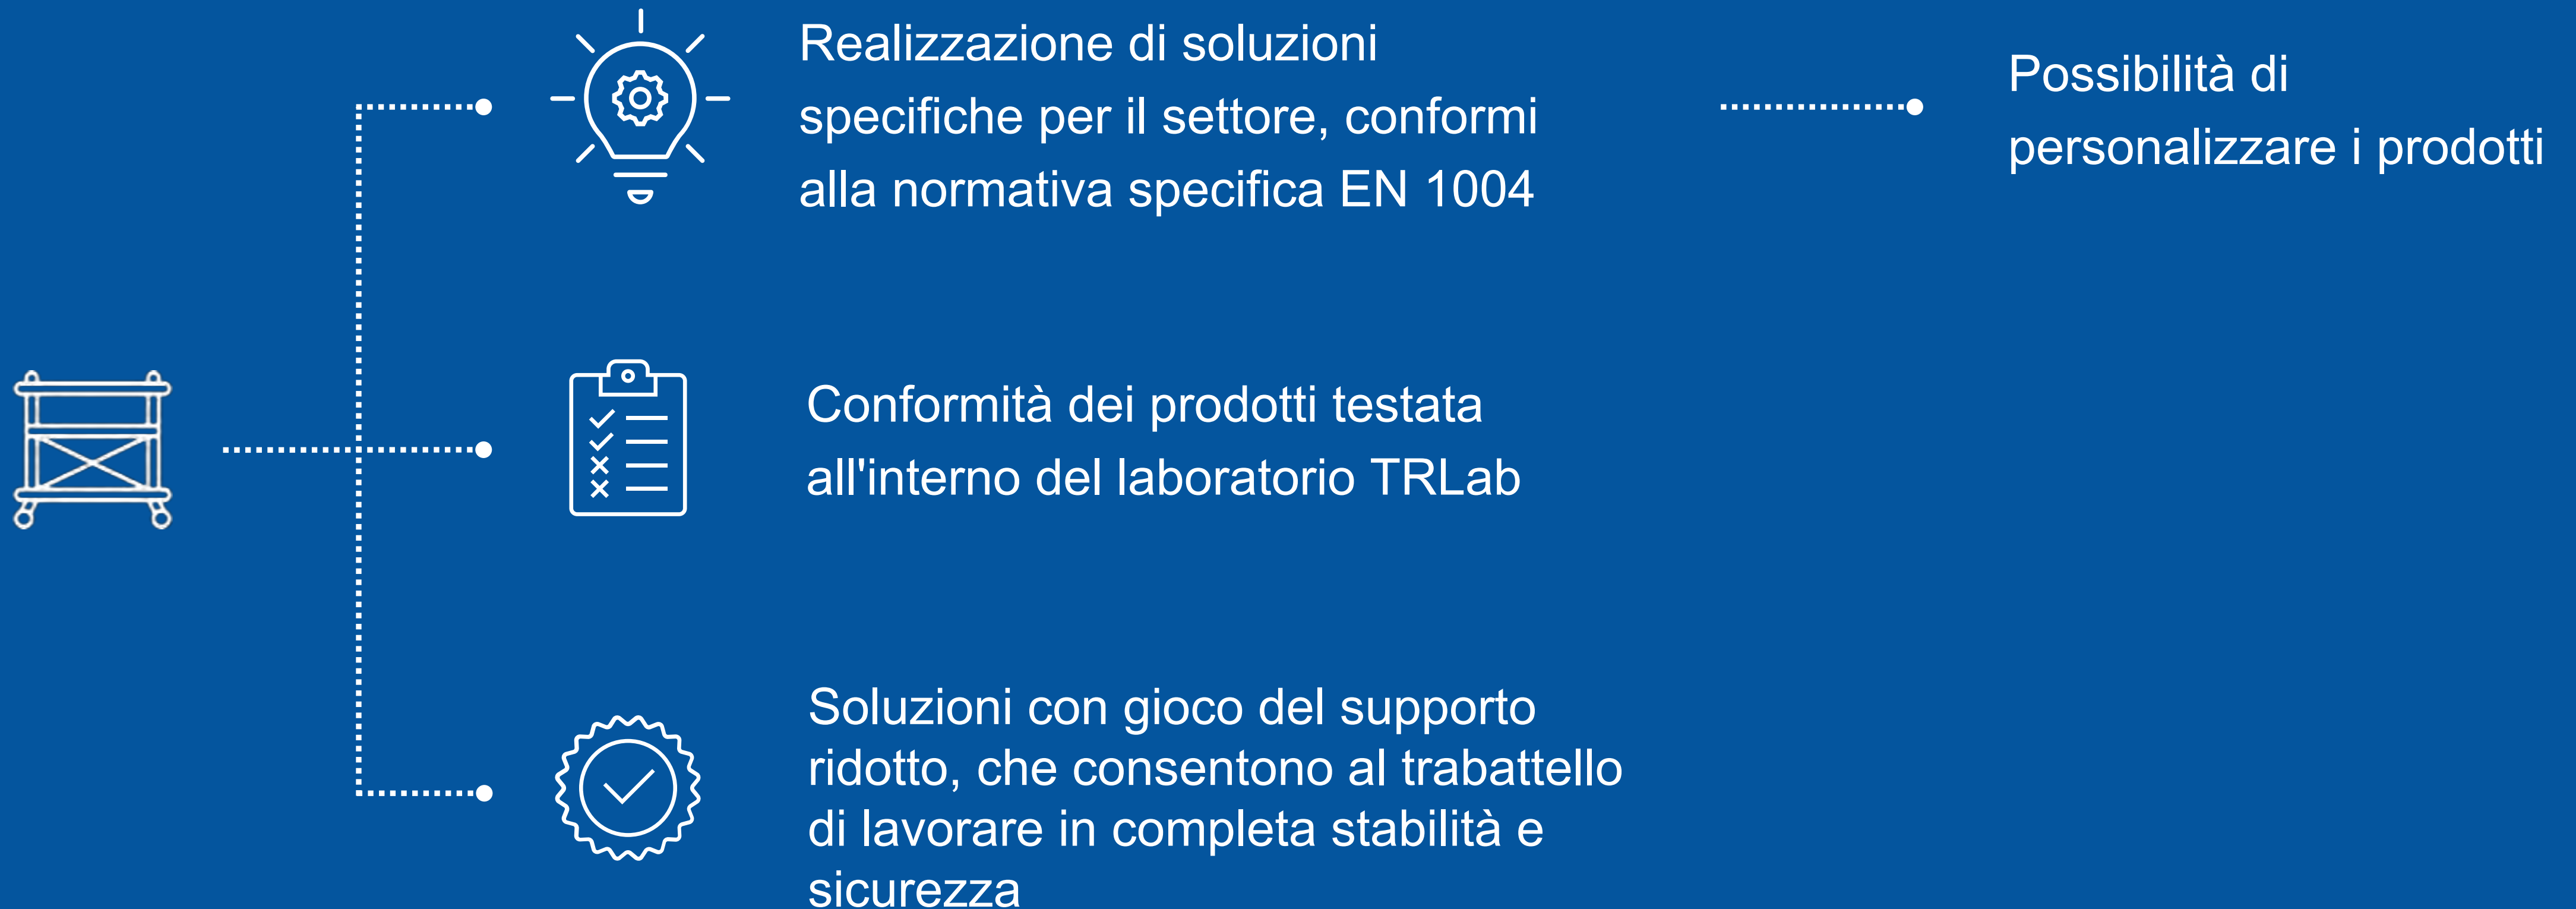 Realizzazione di soluzioni
specifiche per il settore, conformi
alla normativa specifica EN 1004
Possibilità di
personalizzare i prodotti
Conformità dei prodotti testata
all'interno del laboratorio TRLab
Soluzioni con gioco del supporto
ridotto, che consentono al trabattello
di lavorare in completa stabilità e
sicurezza